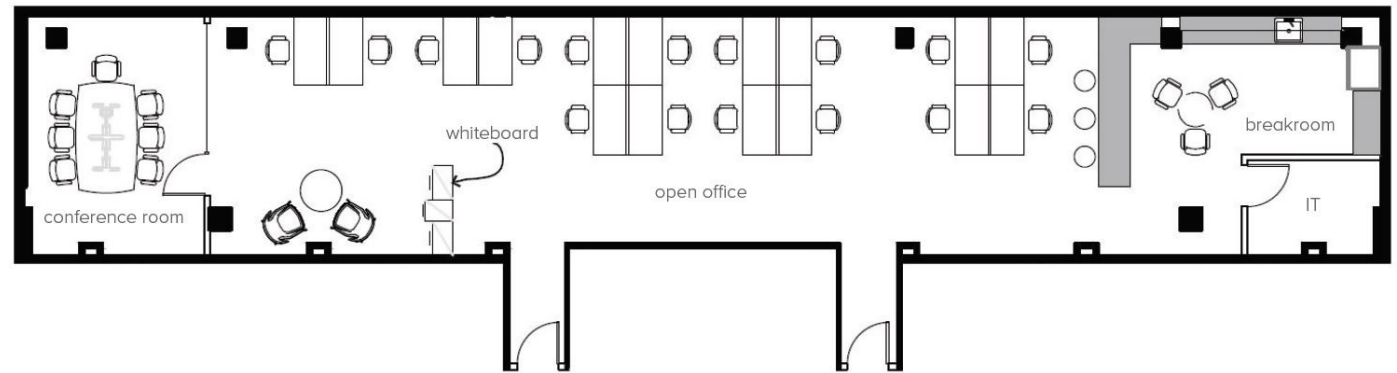 whiteboard
breakroom
open office
conference room
IT